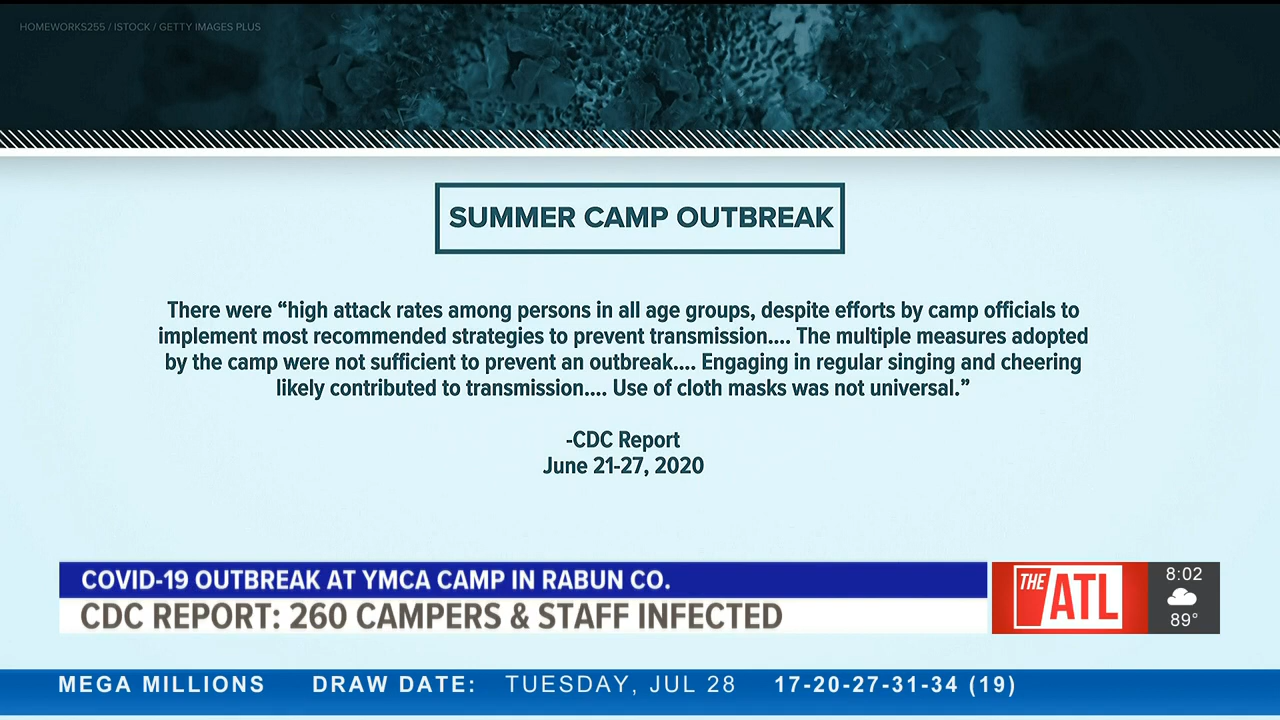 HOMEWORKS255 / ISTOCK / GETTY IMAGES PLUS
SUMMER CAMP OUTBREAK
There were “high attack rates among persons in all age groups, despite efforts by camp officials to
implement most recommended strategies to prevent transmission.... The multiple measures adopted
by the camp were not sufficient to prevent an outbreak.... Engaging in regular singing and cheering
likely contributed to transmission.... Use of cloth masks was not universal.”
-CDC Report
June 21-27, 2020
COVID-19 OUTBREAK AT YMCA CAMP IN RABUN CO.
CDC REPORT: 260 CAMPERS & STAFF INFECTED
THE ATL
8:02
89°
MEGA MILLIONS DRAW DATE: TUESDAY, JUL 28 17-20-27-31-34 (19)